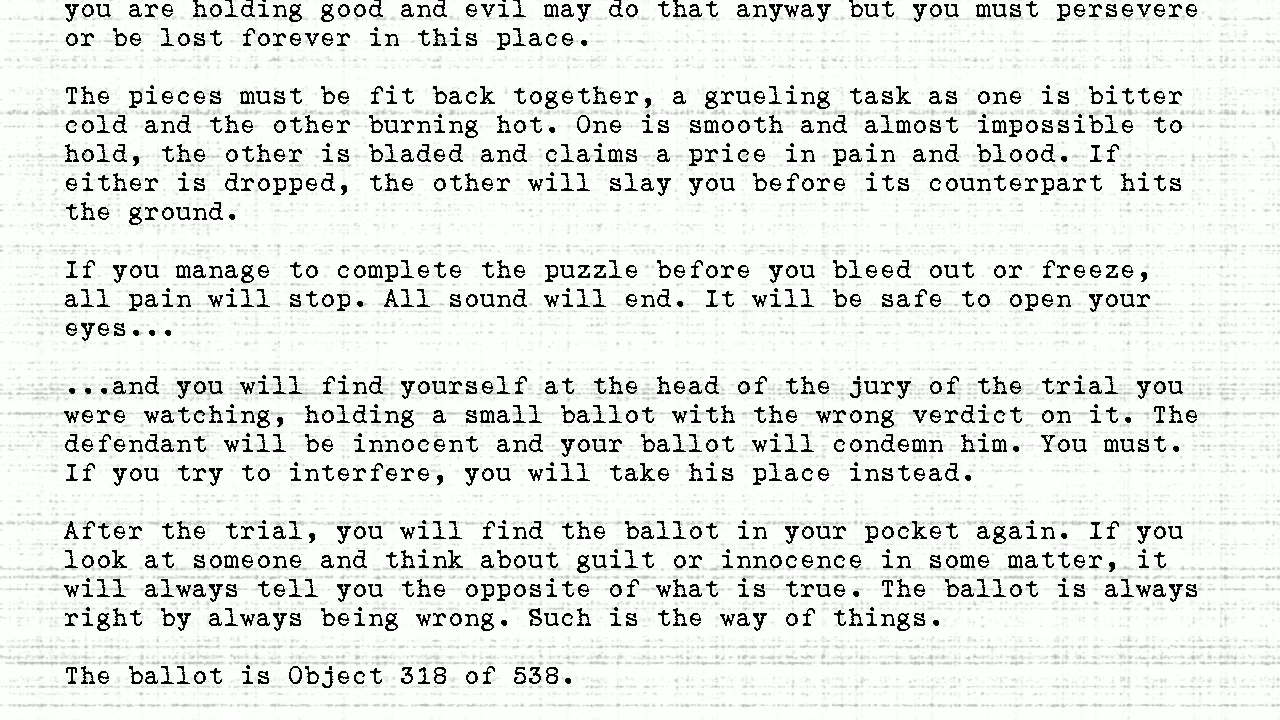 you are holding good and evil may do that anyway but you must persevere
or be lost forever in this place.
The pieces must be fit back together, a grueling task as one is bitter
cold and the other burning hot. One is smooth and almost impossible to
hold, the other is bladed and claims a price in pain and blood. If
either is dropped, the other will slay you before its counterpart hits
the ground.
If you manage to complete the puzzle before you bleed out or freeze,
all pain will stop. All sound will end. It will be safe to open your
eyes...
...and you will find yourself at the head of the jury of the trial you
were watching, holding a small ballot with the wrong verdict on it. The
defendant will be innocent and your ballot will condemn him. You must.
If you try to interfere, you will take his place instead.
After the trial, you will find the ballot in your pocket again. If you
look at someone and think about guilt or innocence in some matter, it
will always tell you the opposite of what is true. The ballot is always
right by always being wrong. Such is the way of things.
The ballot is Object 318 of 538.